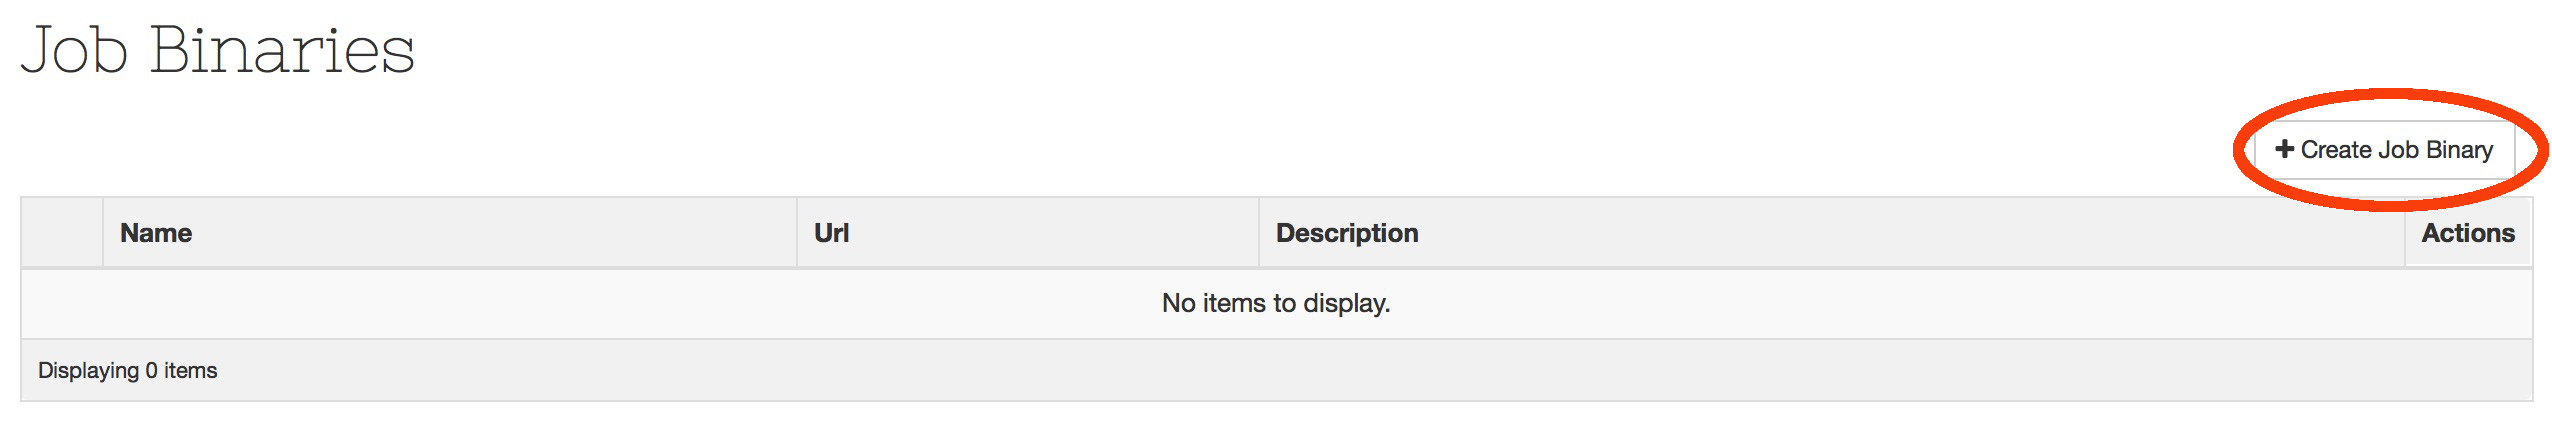 Job Binaries
Create Job Binary
Name Url Description Actions
No items to display.
Displaying 0 items